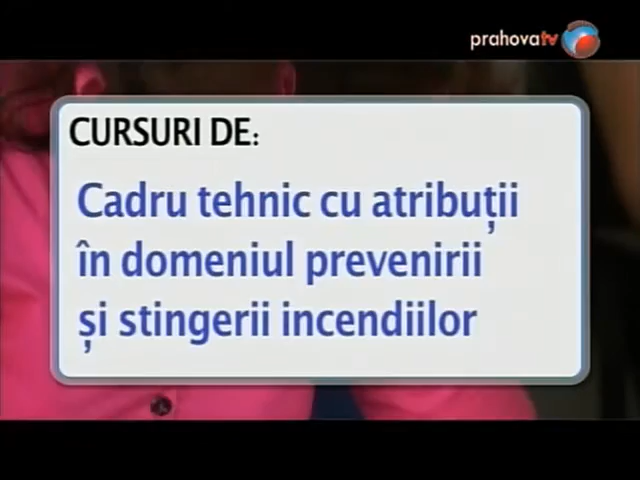 prahovatv
CURSURI DE:
Cadru tehnic cu atribuții
în domeniul prevenirii
și stingerii incendiilor